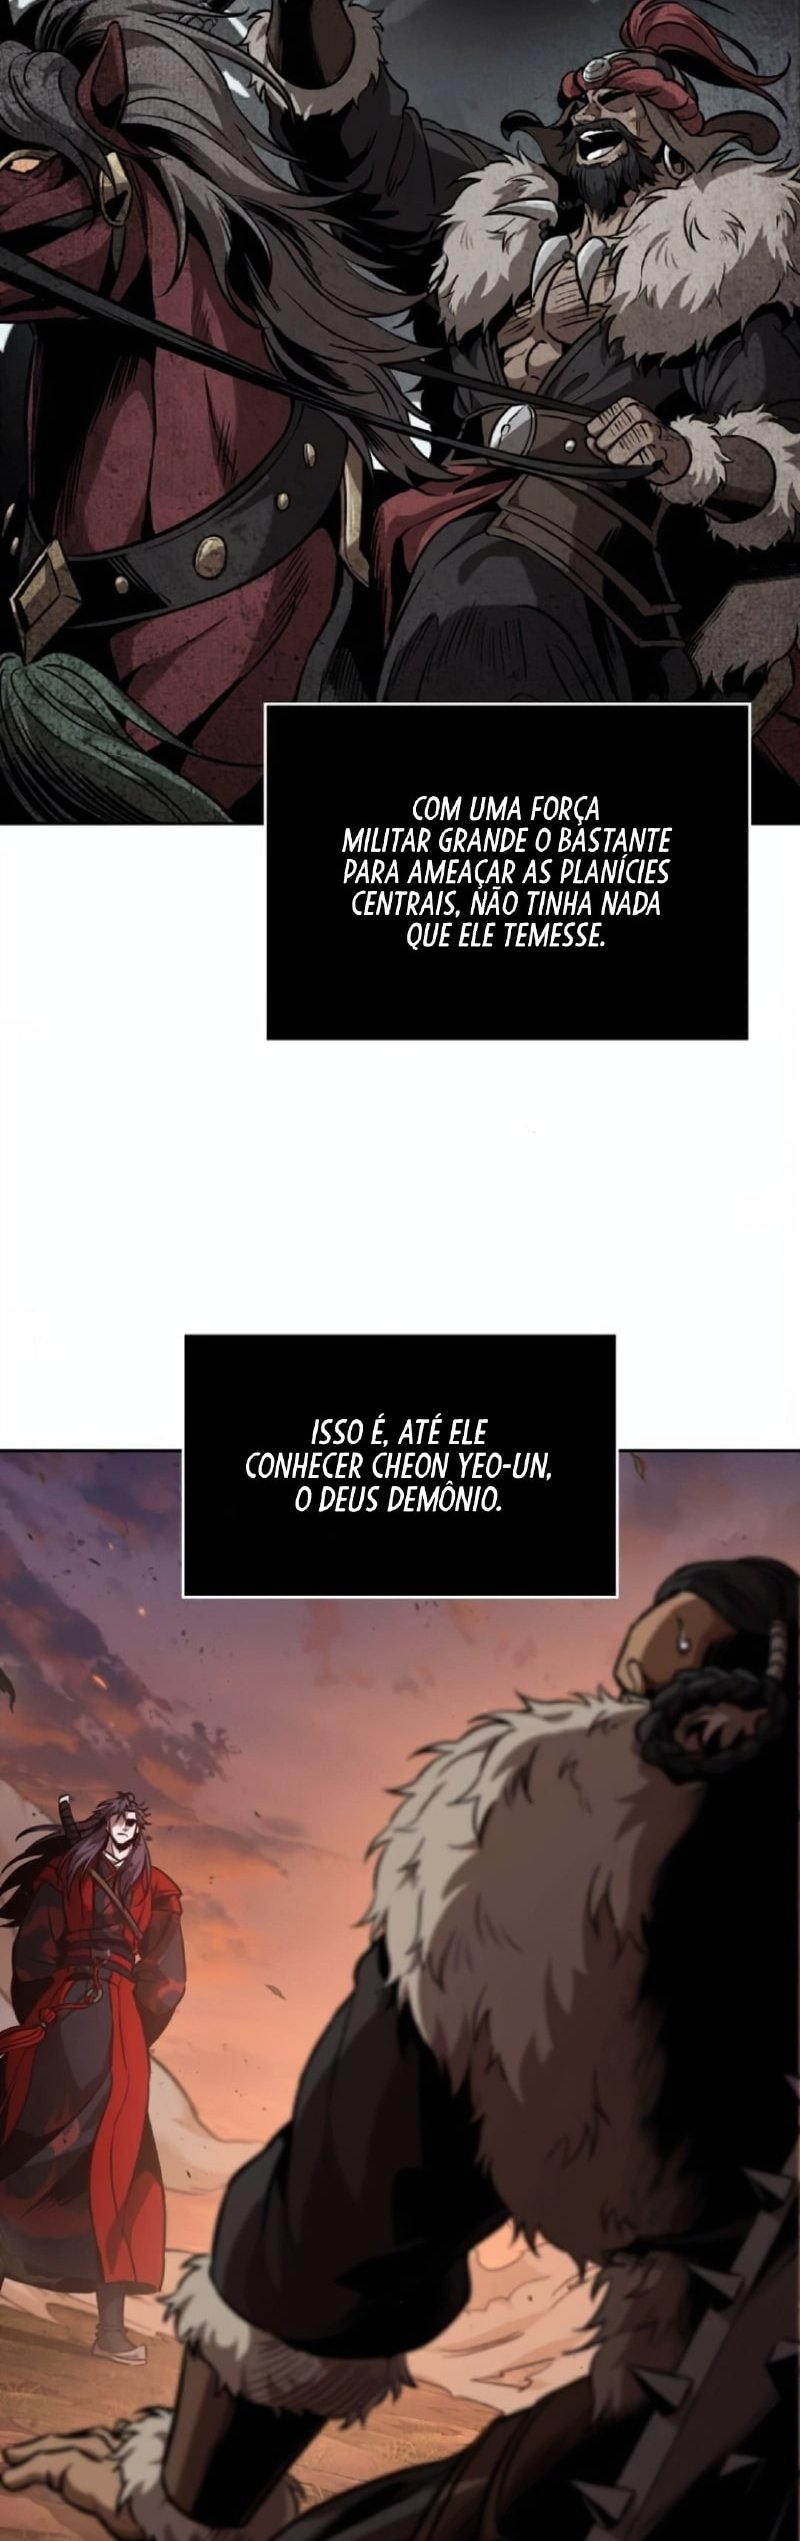 COM UMA FORÇA
MILITAR GRANDE O BASTANTE
PARA AMEAÇAR AS PLANÍCIES
CENTRAIS, NÃO TINHA NADA
QUE ELE TEMESSE.
ISSO É, ATÉ ELE
CONHECER CHEON YEO-UN,
O DEUS DEMÔNIO.